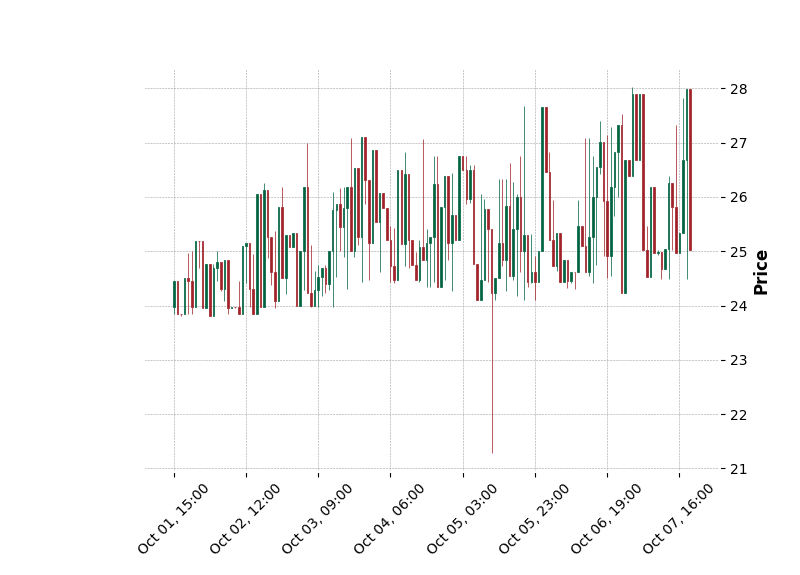 28
27
26
25
24
23
22
21
Price
Oct 01, 15:00
Oct 02, 12:00
Oct 03, 09:00
Oct 04, 06:00
Oct 05, 03:00
Oct 05, 23:00
Oct 06, 19:00
Oct 07, 16:00